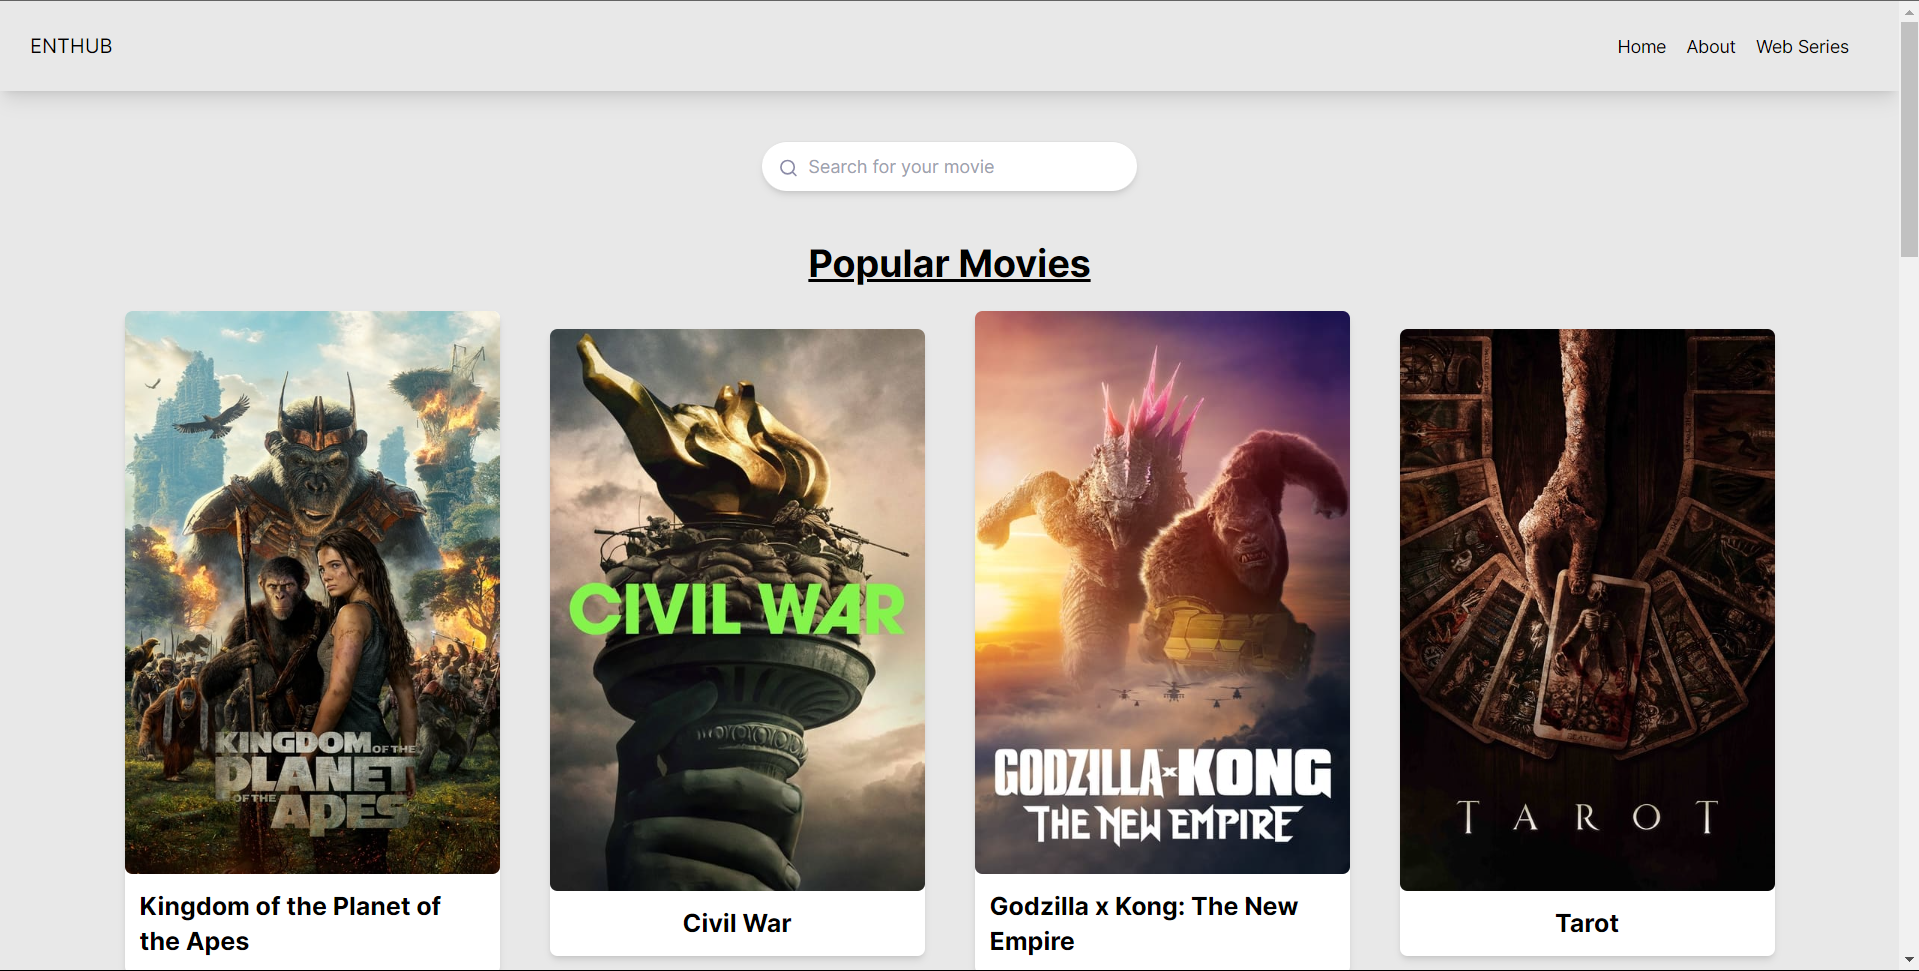 ENTHUB
Home About Web Series
Search for your movie
Popular Movies
KINGDOM OF THE
PLANET
OF THE APES
CIVIL WAR
GODZILLA x KONG
THE NEW EMPIRE
DEATH
T A R O T
Kingdom of the Planet of
the Apes
Civil War
Godzilla x Kong: The New
Empire
Tarot